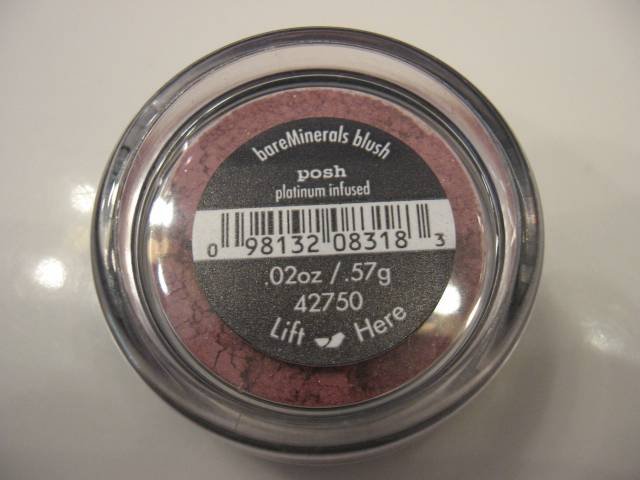 bareMinerals blush
posh
platinum infused
0 98132 08318 3
.02oz / .57g
42750
Lift Here